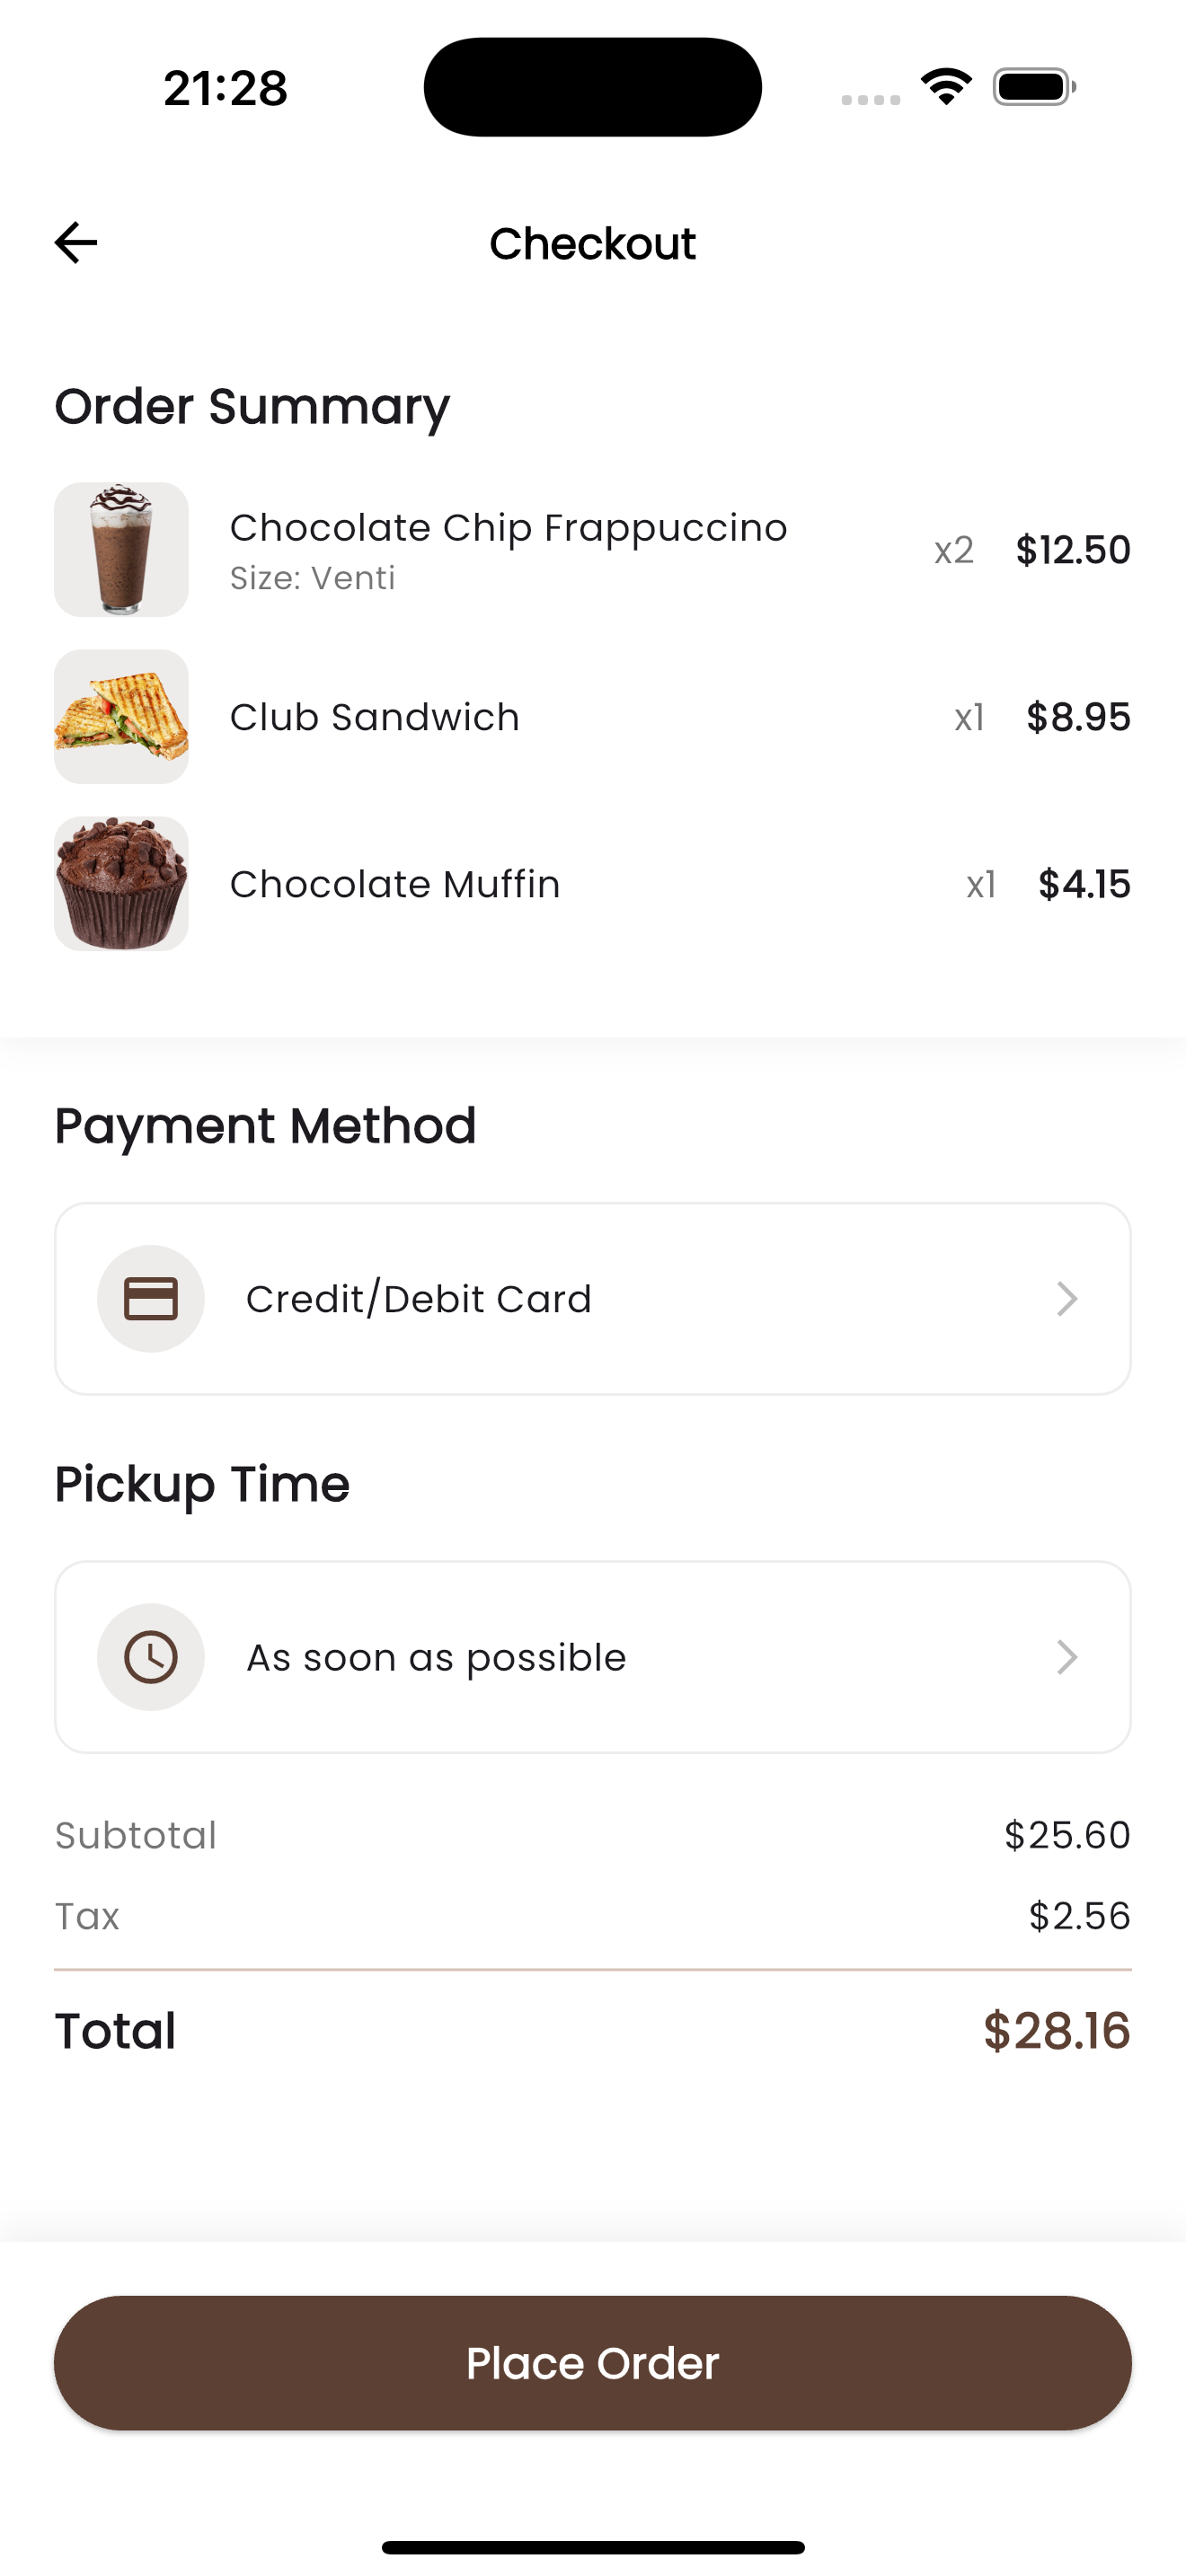 21:28
Checkout
Order Summary
Chocolate Chip Frappuccino
Size: Venti
x2 $12.50
Club Sandwich x1 $8.95
Chocolate Muffin x1 $4.15
Payment Method
Credit/Debit Card
Pickup Time
As soon as possible
Subtotal $25.60
Tax $2.56
Total $28.16
Place Order